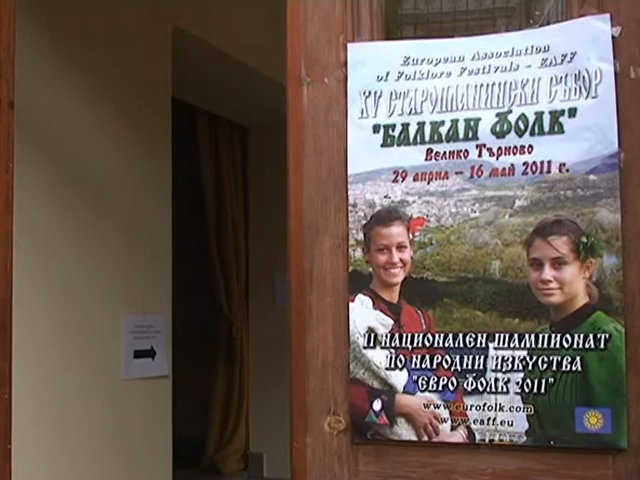 European Association
of Folklore Festivals - EAFF
XV СТАРОПЛАНИНСКИ СЪБОР
"БАЛКАН ФОЛК"
Велико Търново
29 април - 16 май 2011 г.
II НАЦИОНАЛЕН ШАМПИОНАТ
ПО НАРОДНИ ИЗКУСТВА
"ЕВРО ФОЛК 2011"
www.eurofolk.com
www.eaff.eu